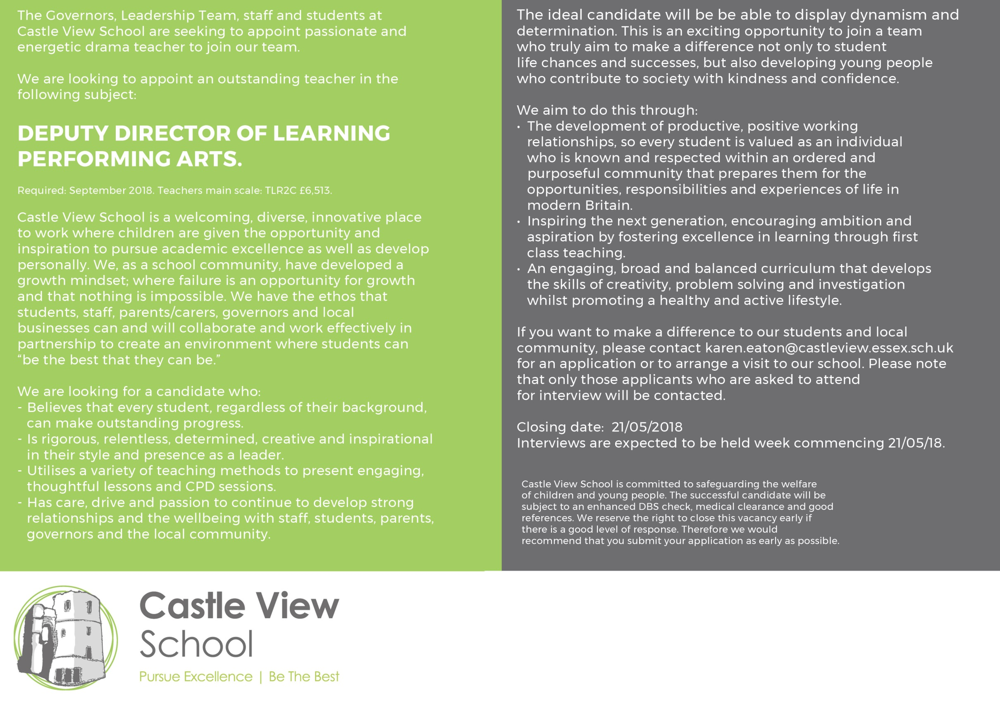 The Governors, Leadership Team, staff and students at
Castle View School are seeking to appoint passionate and
energetic drama teacher to join our team.
We are looking to appoint an outstanding teacher in the
following subject:
DEPUTY DIRECTOR OF LEARNING
PERFORMING ARTS.
Required: September 2018. Teachers main scale: TLR2C £6,513.
Castle View School is a welcoming, diverse, innovative place
to work where children are given the opportunity and
inspiration to pursue academic excellence as well as develop
personally. We, as a school community, have developed a
growth mindset; where failure is an opportunity for growth
and that nothing is impossible. We have the ethos that
students, staff, parents/carers, governors and local
businesses can and will collaborate and work effectively in
partnership to create an environment where students can
“be the best that they can be.”
We are looking for a candidate who:
- Believes that every student, regardless of their background,
can make outstanding progress.
- Is rigorous, relentless, determined, creative and inspirational
in their style and presence as a leader.
- Utilises a variety of teaching methods to present engaging,
thoughtful lessons and CPD sessions.
- Has care, drive and passion to continue to develop strong
relationships and the wellbeing with staff, students, parents,
governors and the local community.
The ideal candidate will be be able to display dynamism and
determination. This is an exciting opportunity to join a team
who truly aim to make a difference not only to student
life chances and successes, but also developing young people
who contribute to society with kindness and confidence.
We aim to do this through:
• The development of productive, positive working
relationships, so every student is valued as an individual
who is known and respected within an ordered and
purposeful community that prepares them for the
opportunities, responsibilities and experiences of life in
modern Britain.
• Inspiring the next generation, encouraging ambition and
aspiration by fostering excellence in learning through first
class teaching.
• An engaging, broad and balanced curriculum that develops
the skills of creativity, problem solving and investigation
whilst promoting a healthy and active lifestyle.
If you want to make a difference to our students and local
community, please contact karen.eaton@castleview.essex.sch.uk
for an application or to arrange a visit to our school. Please note
that only those applicants who are asked to attend
for interview will be contacted.
Closing date: 21/05/2018
Interviews are expected to be held week commencing 21/05/18.
Castle View School is committed to safeguarding the welfare
of children and young people. The successful candidate will be
subject to an enhanced DBS check, medical clearance and good
references. We reserve the right to close this vacancy early if
there is a good level of response. Therefore we would
recommend that you submit your application as early as possible.
Castle View
School
Pursue Excellence | Be The Best